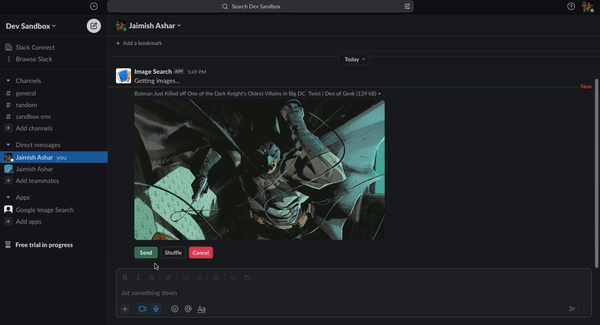 Search Dev Sandbox
Dev Sandbox
Slack Connect
Browse Slack
Channels
# general
# random
# sandbox-env
Add channels
Direct messages
Jaimish Ashar you
Jaimish Ashar
Add teammates
Apps
Google Image Search
Add apps
Free trial in progress
Jaimish Ashar
+ Add a bookmark
Today
Image Search APP 5:49 PM
Getting images...
New
Batman Just Killed off One of the Dark Knight's Oldest Villains in Big DC Twist | Den of Geek (129 kB)
Send Shuffle Cancel
Jot something down
Aa